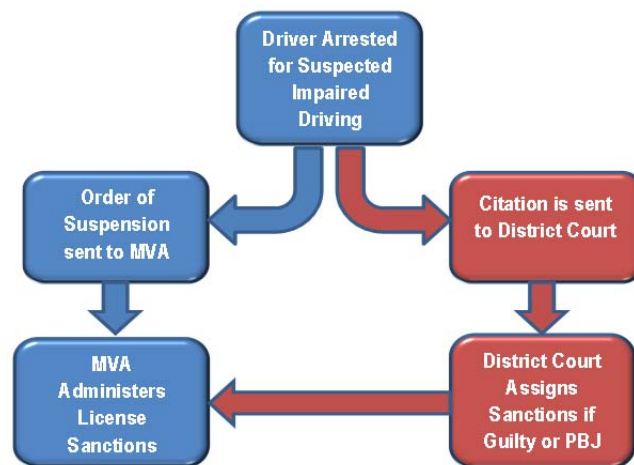 Driver Arrested
for Suspected
Impaired
Driving
Order of
Suspension
sent to MVA
Citation is sent
to District Court
MVA
Administers
License
Sanctions
District Court
Assigns
Sanctions if
Guilty or PBJ